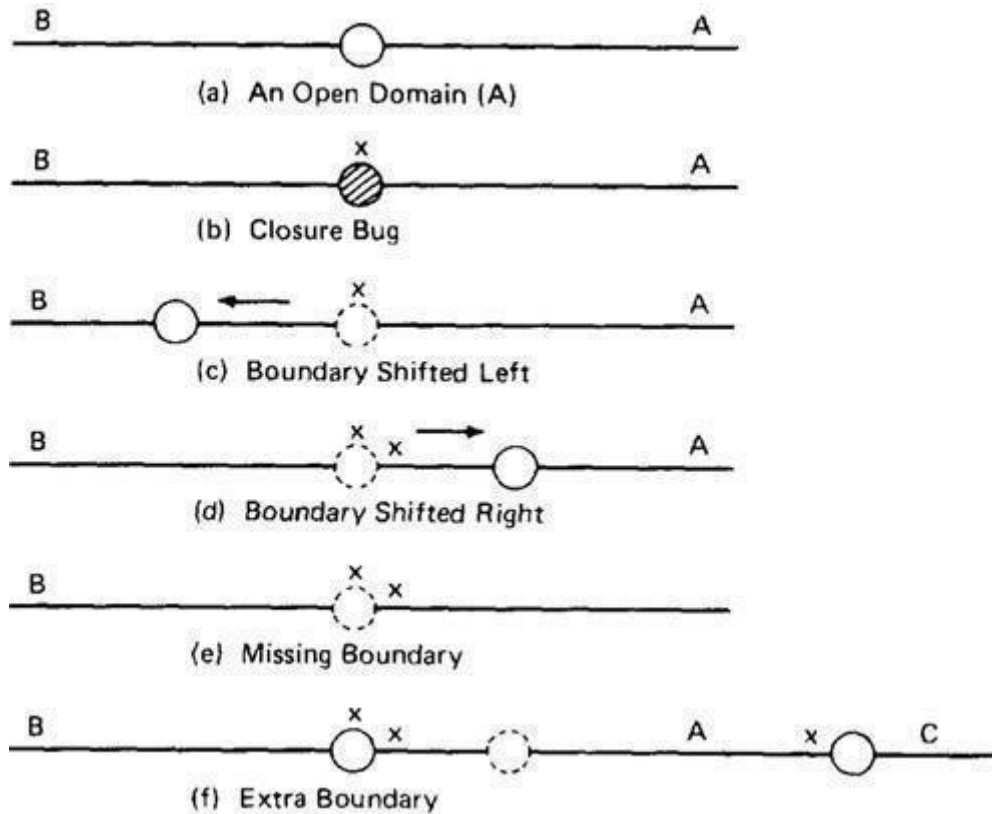 B A
(a) An Open Domain (A)
x
B A
(b) Closure Bug
x
B A
(c) Boundary Shifted Left
x
B x A
(d) Boundary Shifted Right
x
B x
(e) Missing Boundary
x
B x A x C
(f) Extra Boundary